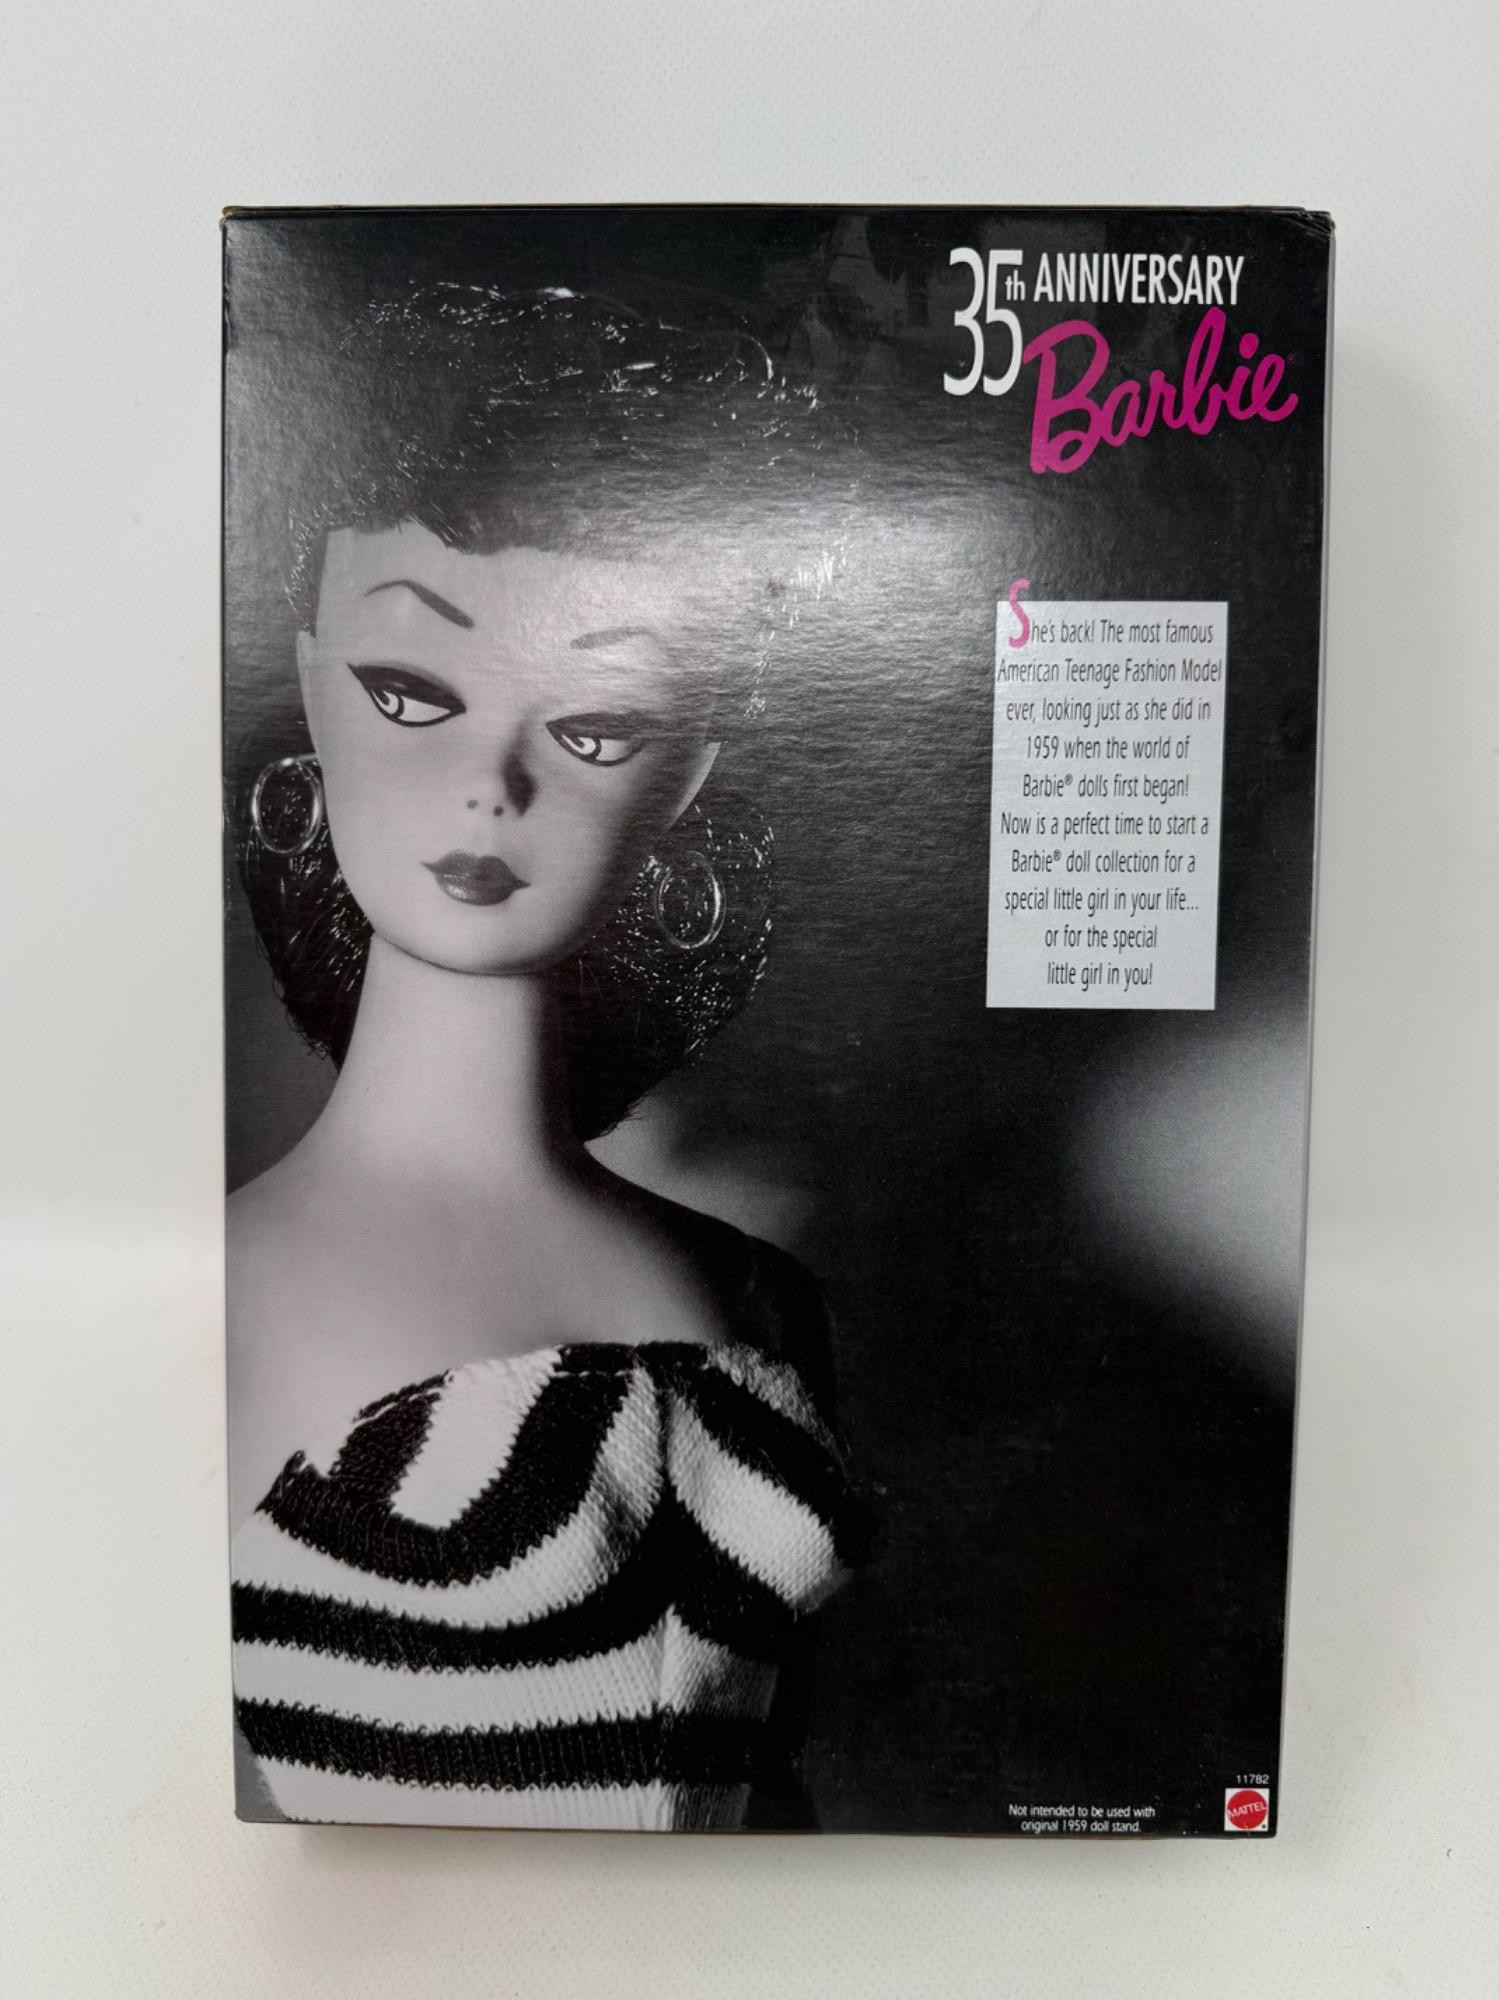 35th ANNIVERSARY
Barbie®
She's back! The most famous
American Teenage Fashion Model
ever, looking just as she did in
1959 when the world of
Barbie® dolls first began!
Now is a perfect time to start a
Barbie® doll collection for a
special little girl in your life...
or for the special
little girl in you!
11782
Not intended to be used with
original 1959 doll stand.
MATTEL